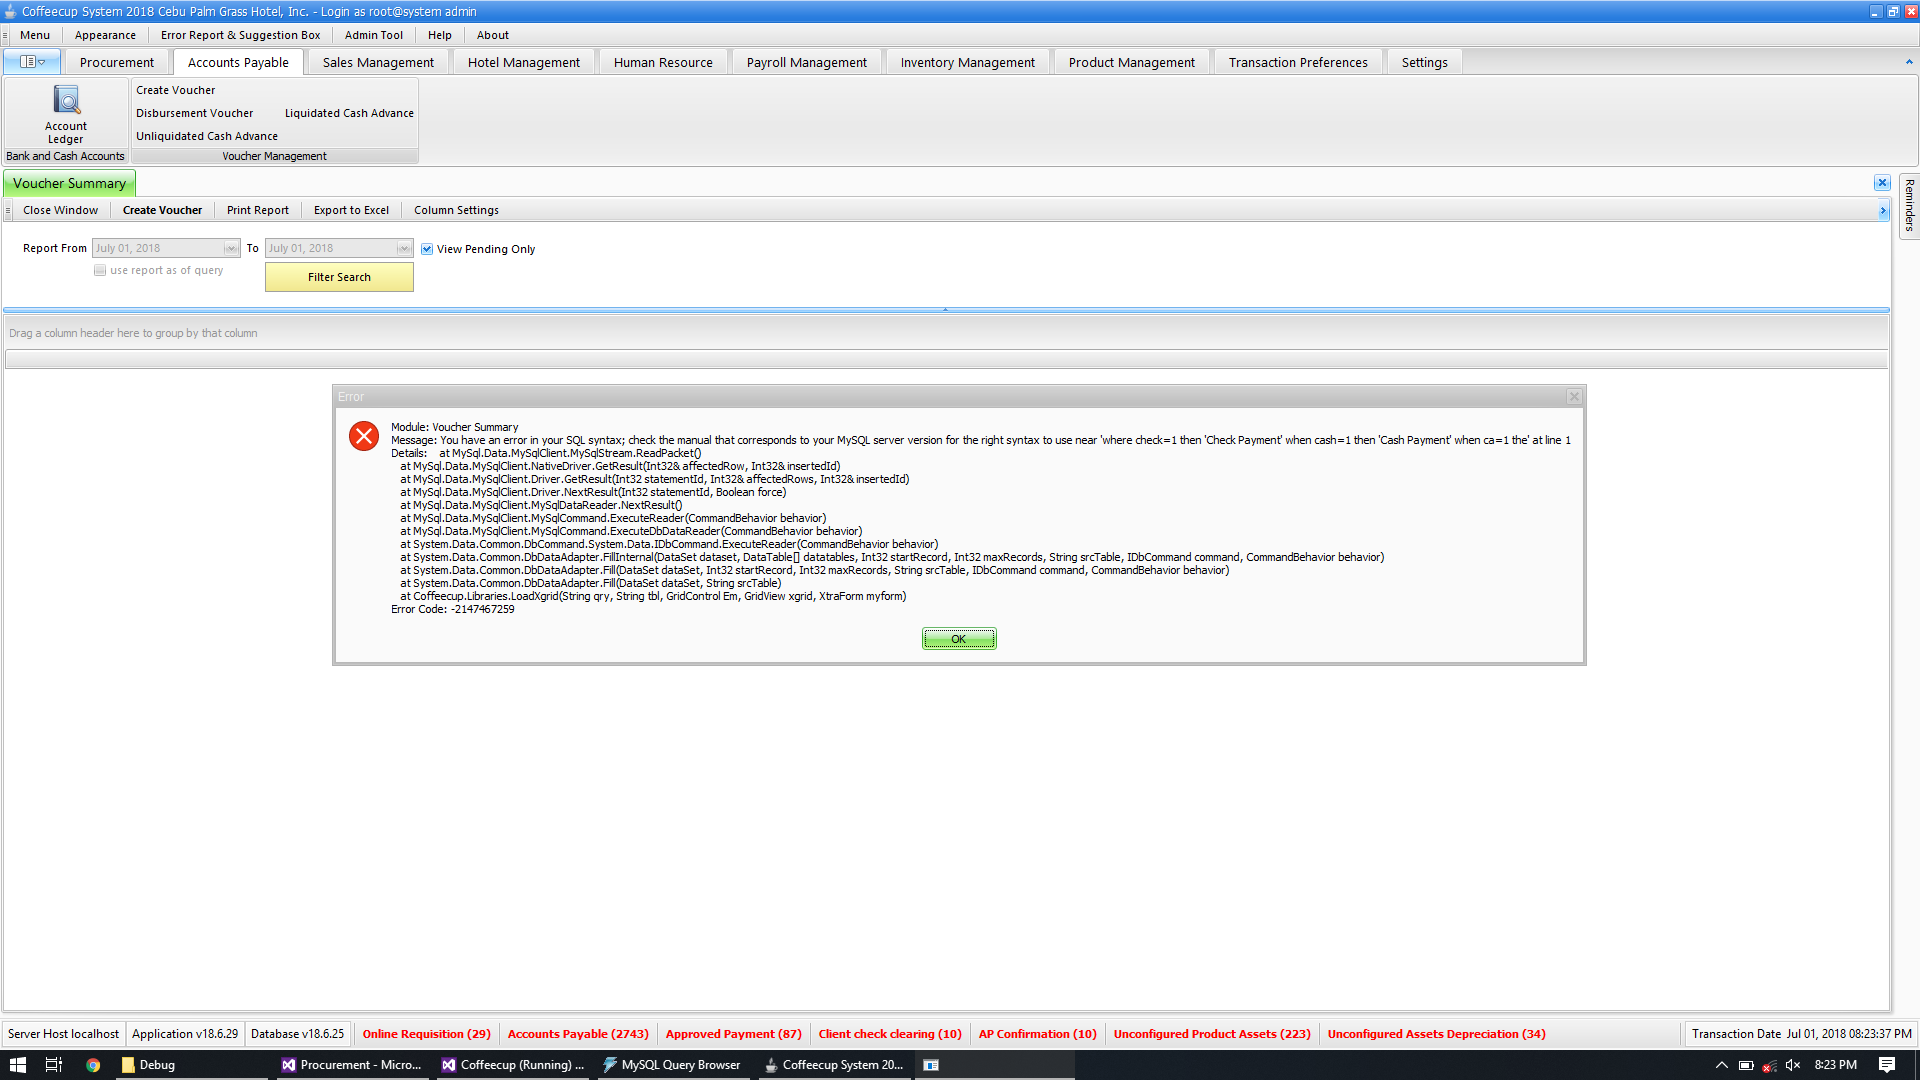 Coffeecup System 2018 Cebu Palm Grass Hotel, Inc. - Login as root@system admin
Menu Appearance Error Report & Suggestion Box Admin Tool Help About
Procurement Accounts Payable Sales Management Hotel Management Human Resource Payroll Management Inventory Management Product Management Transaction Preferences Settings
Account
Ledger
Bank and Cash Accounts
Create Voucher
Disbursement Voucher Liquidated Cash Advance
Unliquidated Cash Advance
Voucher Management
Voucher Summary
Reminders
Close Window Create Voucher Print Report Export to Excel Column Settings
Report From July 01, 2018 To July 01, 2018 View Pending Only
use report as of query
Filter Search
Drag a column header here to group by that column
Error
Module: Voucher Summary
Message: You have an error in your SQL syntax; check the manual that corresponds to your MySQL server version for the right syntax to use near 'where check=1 then 'Check Payment' when cash=1 then 'Cash Payment' when ca=1 the' at line 1
Details: at MySql.Data.MySqlClient.MySqlStream.ReadPacket()
at MySql.Data.MySqlClient.NativeDriver.GetResult(Int32& affectedRow, Int32& insertedId)
at MySql.Data.MySqlClient.Driver.GetResult(Int32 statementId, Int32& affectedRows, Int32& insertedId)
at MySql.Data.MySqlClient.Driver.NextResult(Int32 statementId, Boolean force)
at MySql.Data.MySqlClient.MySqlDataReader.NextResult()
at MySql.Data.MySqlClient.MySqlCommand.ExecuteReader(CommandBehavior behavior)
at MySql.Data.MySqlClient.MySqlCommand.ExecuteDbDataReader(CommandBehavior behavior)
at System.Data.Common.DbCommand.System.Data.IDbCommand.ExecuteReader(CommandBehavior behavior)
at System.Data.Common.DbDataAdapter.FillInternal(DataSet dataset, DataTable[] datatables, Int32 startRecord, Int32 maxRecords, String srcTable, IDbCommand command, CommandBehavior behavior)
at System.Data.Common.DbDataAdapter.Fill(DataSet dataSet, Int32 startRecord, Int32 maxRecords, String srcTable, IDbCommand command, CommandBehavior behavior)
at System.Data.Common.DbDataAdapter.Fill(DataSet dataSet, String srcTable)
at Coffeecup.Libraries.LoadXgrid(String qry, String tbl, GridControl Em, GridView xgrid, XtraForm myform)
Error Code: -2147467259
OK
Server Host localhost Application v18.6.29 Database v18.6.25 Online Requisition (29) Accounts Payable (2743) Approved Payment (87) Client check clearing (10) AP Confirmation (10) Unconfigured Product Assets (223) Unconfigured Assets Depreciation (34) Transaction Date Jul 01, 2018 08:23:37 PM
Debug Procurement - Micro... Coffeecup (Running) ... MySQL Query Browser Coffeecup System 20... 8:23 PM